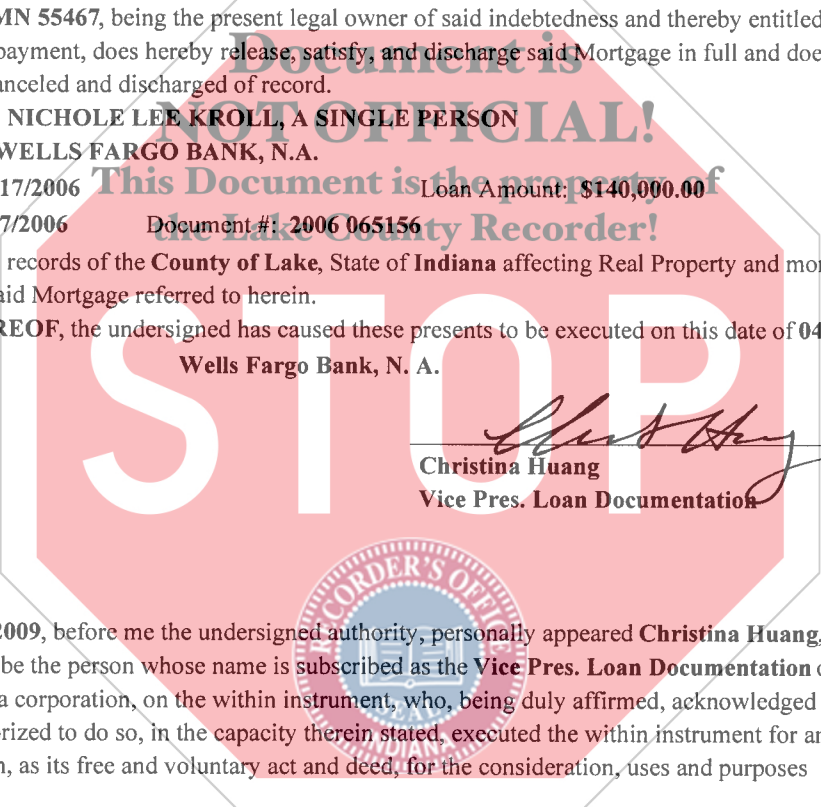 MN 55467, being the present legal owner of said indebtedness and thereby entitled
payment, does hereby release, satisfy, and discharge said Mortgage in full and doe
Document is
anceled and discharged of record.
NICHOLE LEE KROLL, A SINGLE PERSON
NOT OFFICIAL!
WELLS FARGO BANK, N.A.
17/2006 Loan Amount: $140,000.00
This Document is the property of
7/2006 Document #: 2006 065156
the Lake County Recorder!
records of the County of Lake, State of Indiana affecting Real Property and mor
aid Mortgage referred to herein.
REOF, the undersigned has caused these presents to be executed on this date of 04
STOP
Wells Fargo Bank, N. A.
Christina Huang
Vice Pres. Loan Documentation
RECORDER'S OFFICE
2009, before me the undersigned authority, personally appeared Christina Huang,
be the person whose name is subscribed as the Vice Pres. Loan Documentation o
a corporation, on the within instrument, who, being duly affirmed, acknowledged
SEAL
rized to do so, in the capacity therein stated, executed the within instrument for an
INDIANA
n, as its free and voluntary act and deed, for the consideration, uses and purposes